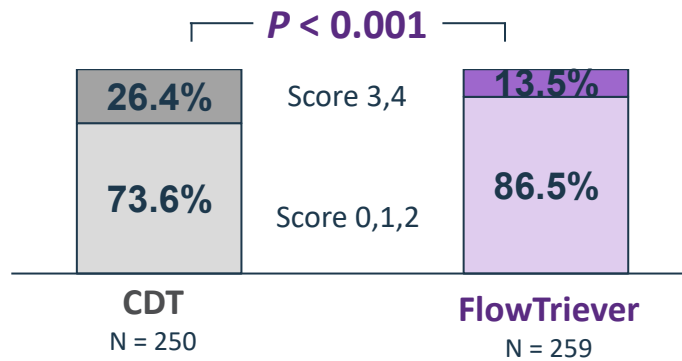 P < 0.001
26.4%
Score 3,4
13.5%
73.6%
Score 0,1,2
86.5%
CDT
FlowTriever
N = 250
N = 259